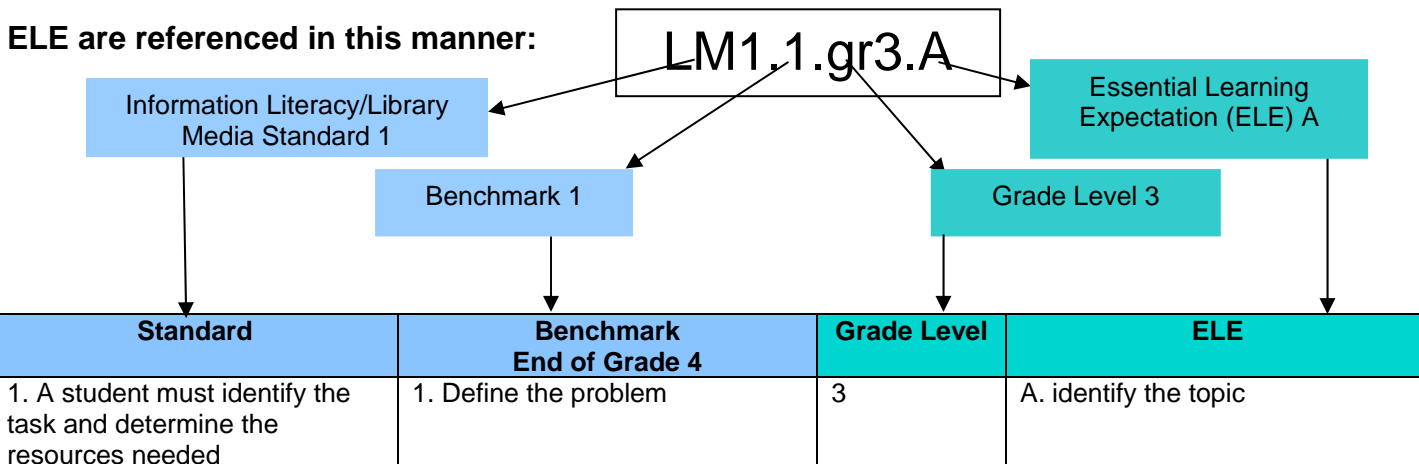 ELE are referenced in this manner:
LM1.1.gr3.A
Information Literacy/Library
Media Standard 1
Essential Learning
Expectation (ELE) A
Benchmark 1
Grade Level 3
Standard
Benchmark
End of Grade 4
Grade Level
ELE
1. A student must identify the
task and determine the
resources needed
1. Define the problem
3
A. identify the topic